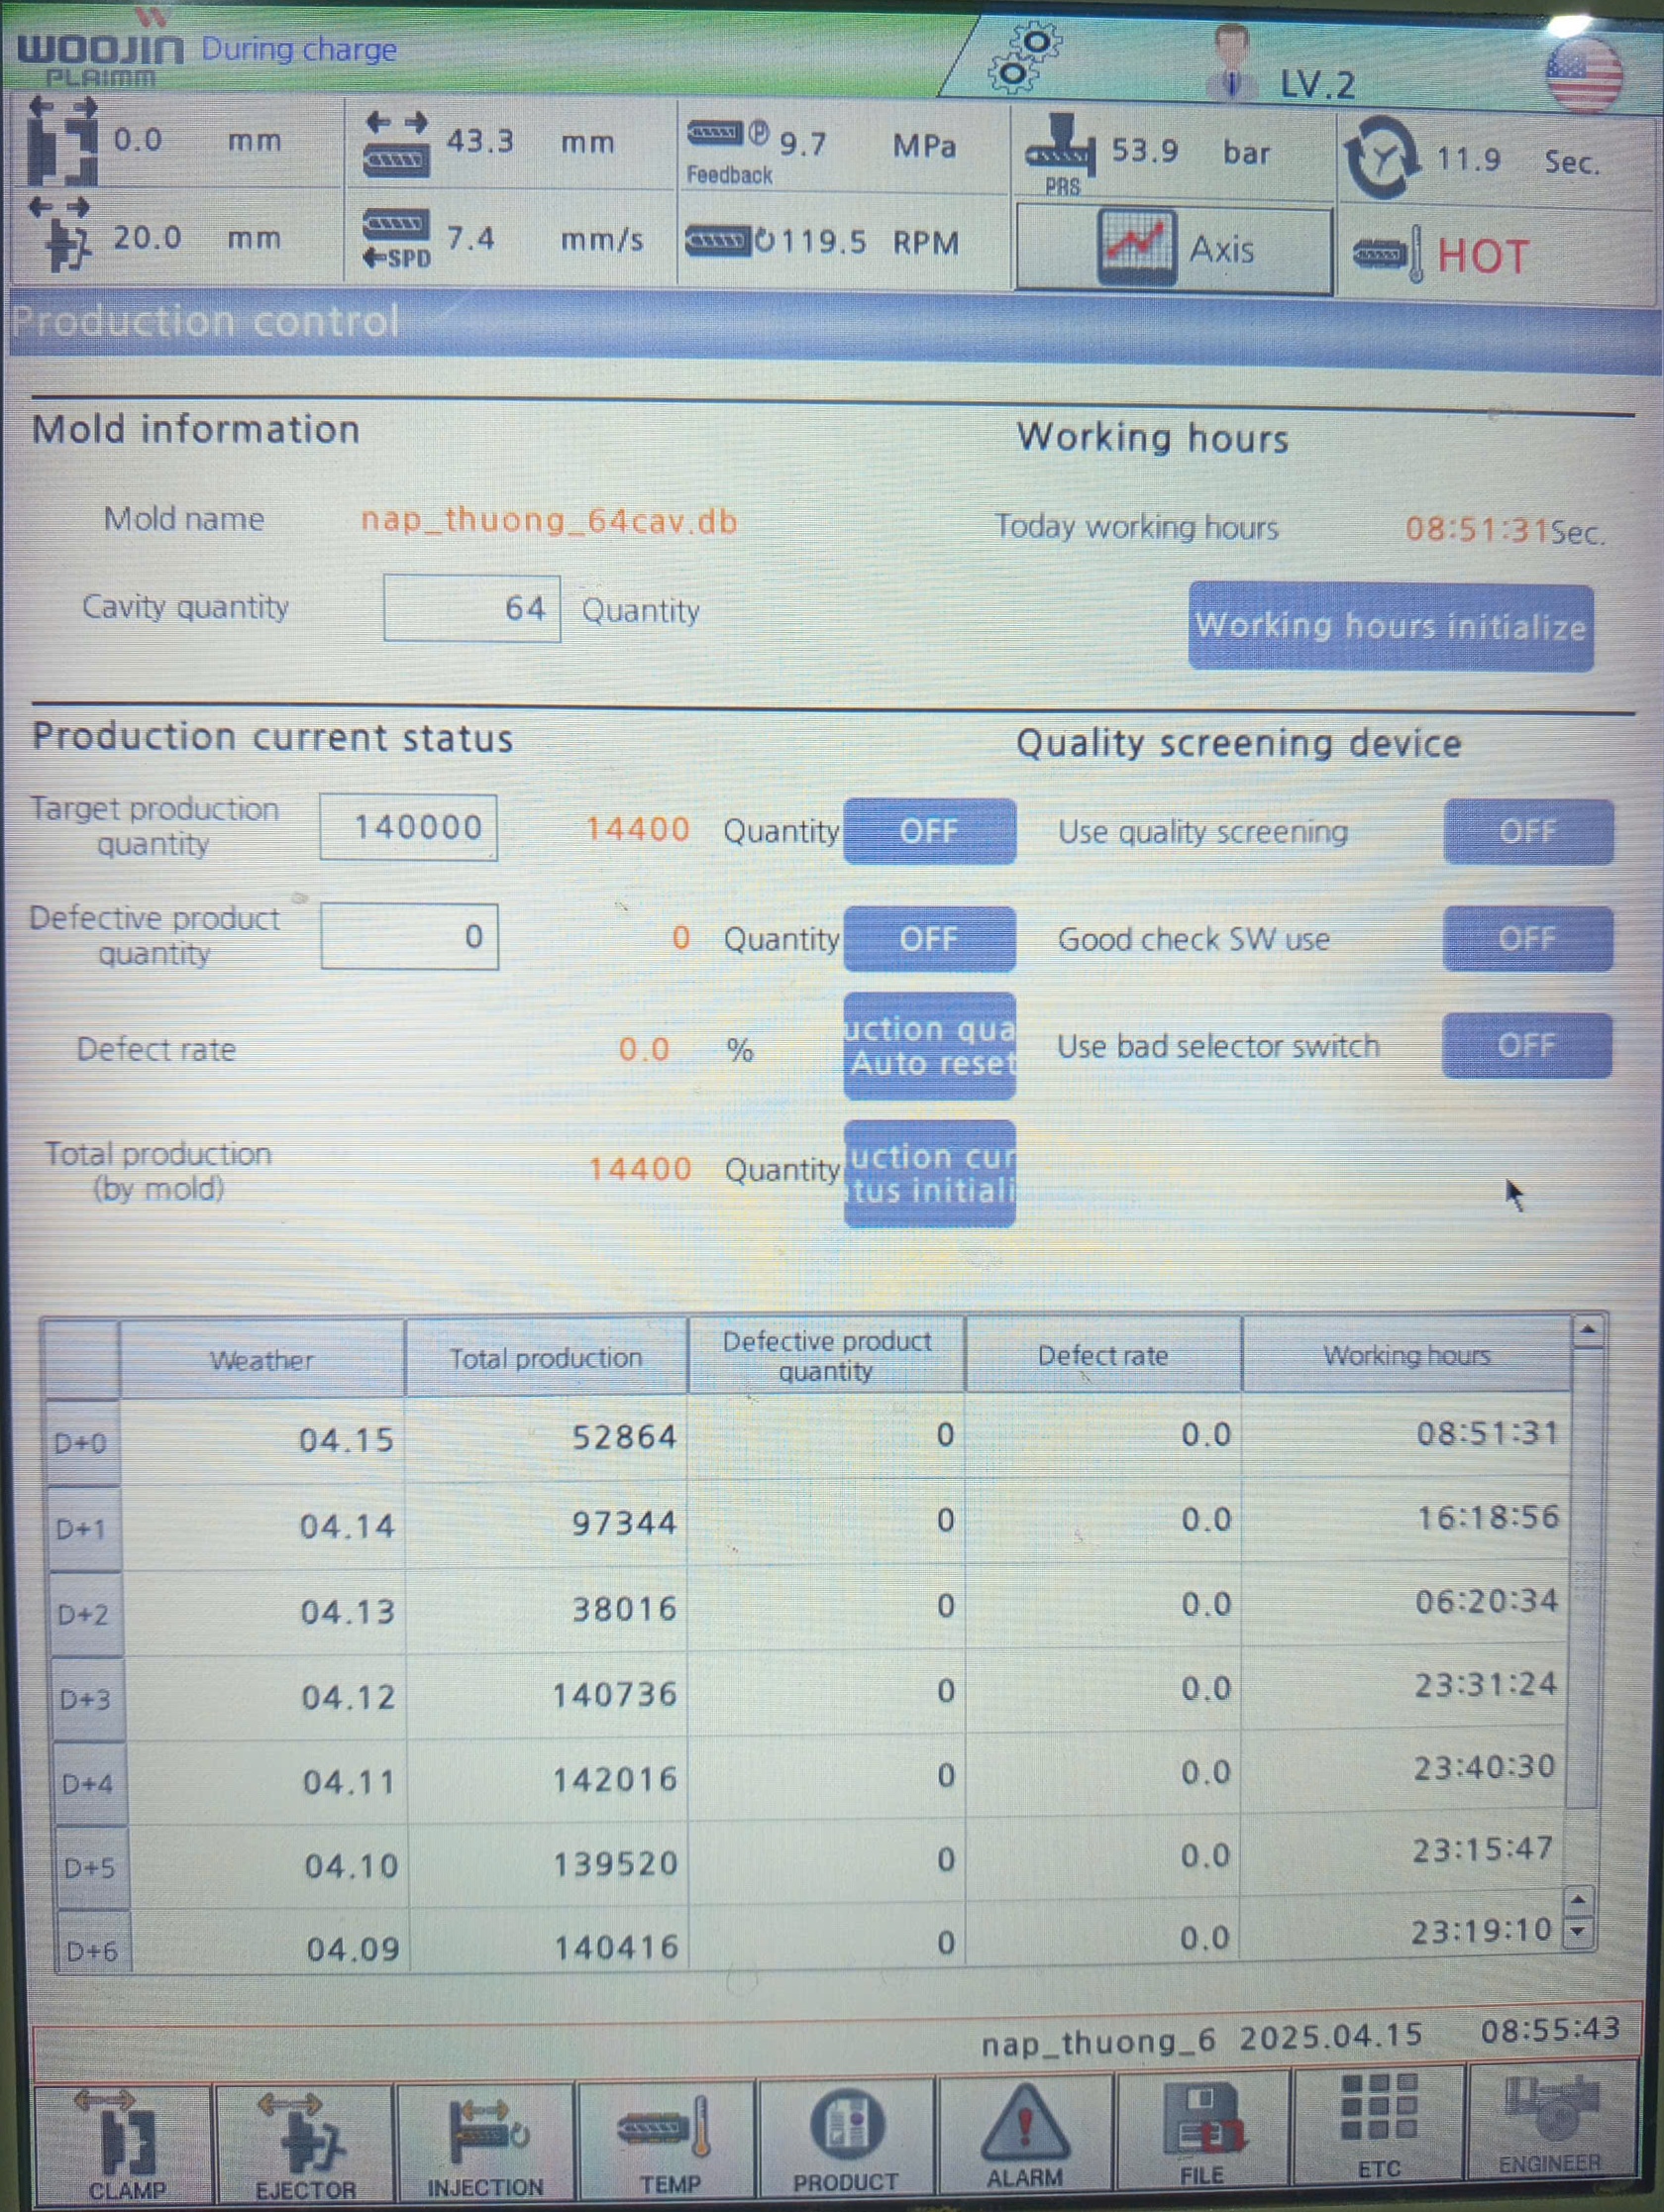 WOOJIN During charge
PLAIMM
LV.2
0.0 mm
43.3 mm
Feedback
9.7 MPa
PRS
53.9 bar
11.9 Sec.
20.0 mm
SPD
7.4 mm/s
119.5 RPM
Axis
HOT
Production control
Mold information
Mold name nap_thuong_64cav.db
Cavity quantity 64 Quantity
Working hours
Today working hours 08:51:31Sec.
Working hours initialize
Production current status
Target production
quantity
140000 14400 Quantity OFF
Defective product
quantity
0 0 Quantity OFF
Defect rate 0.0 %
uction qua
Auto reset
Total production
(by mold)
14400 Quantity
uction cur
tus initiali
Quality screening device
Use quality screening OFF
Good check SW use OFF
Use bad selector switch OFF
Weather Total production Defective product quantity Defect rate Working hours
D+0 04.15 52864 0 0.0 08:51:31
D+1 04.14 97344 0 0.0 16:18:56
D+2 04.13 38016 0 0.0 06:20:34
D+3 04.12 140736 0 0.0 23:31:24
D+4 04.11 142016 0 0.0 23:40:30
D+5 04.10 139520 0 0.0 23:15:47
D+6 04.09 140416 0 0.0 23:19:10
nap_thuong_6 2025.04.15 08:55:43
CLAMP EJECTOR INJECTION TEMP PRODUCT ALARM FILE ETC ENGINEER